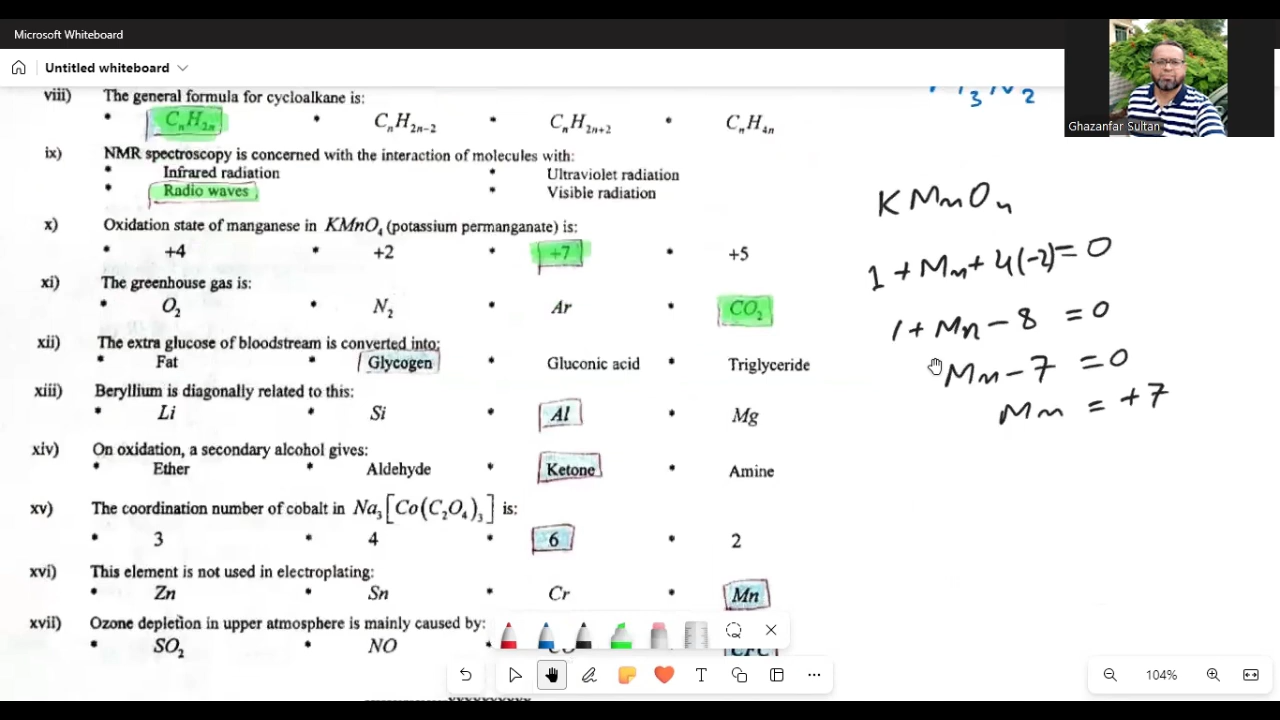 Microsoft Whiteboard
Untitled whiteboard
Ghazanfar Sultan
viii) The general formula for cycloalkane is:
• CnH2n • CnH2n−2 • CnH2n+2 • CnH4n
ix) NMR spectroscopy is concerned with the interaction of molecules with:
• Infrared radiation • Ultraviolet radiation
• Radio waves • Visible radiation
x) Oxidation state of manganese in KMnO4 (potassium permanganate) is:
• +4 • +2 • +7 • +5
xi) The greenhouse gas is:
• O2 • N2 • Ar • CO2
xii) The extra glucose of bloodstream is converted into:
• Fat • Glycogen • Gluconic acid • Triglyceride
xiii) Beryllium is diagonally related to this:
• Li • Si • Al • Mg
xiv) On oxidation, a secondary alcohol gives:
• Ether • Aldehyde • Ketone • Amine
xv) The coordination number of cobalt in Na3[Co(C2O4)3] is:
• 3 • 4 • 6 • 2
xvi) This element is not used in electroplating:
• Zn • Sn • Cr • Mn
xvii) Ozone depletion in upper atmosphere is mainly caused by:
• SO2 • NO • CFC
KMnO4
1 + Mn + 4(-2) = 0
1 + Mn - 8 = 0
Mn - 7 = 0
Mn = +7
104%